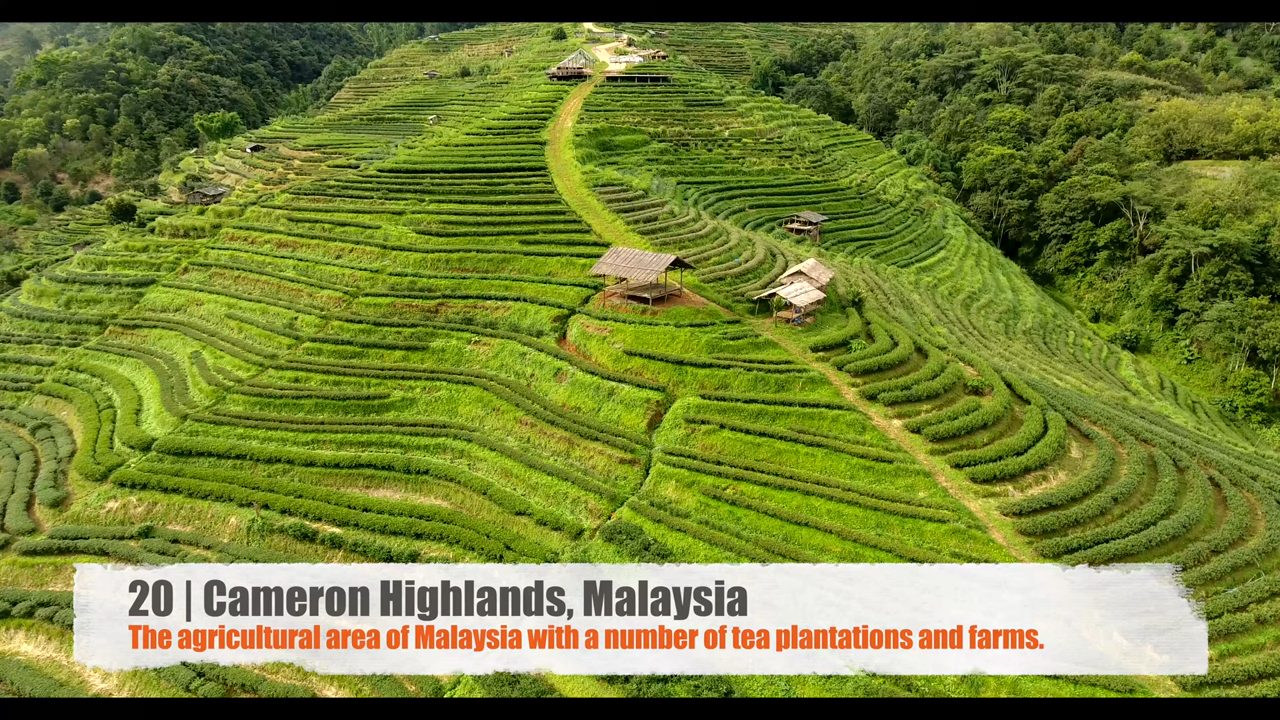 20 | Cameron Highlands, Malaysia
The agricultural area of Malaysia with a number of tea plantations and farms.